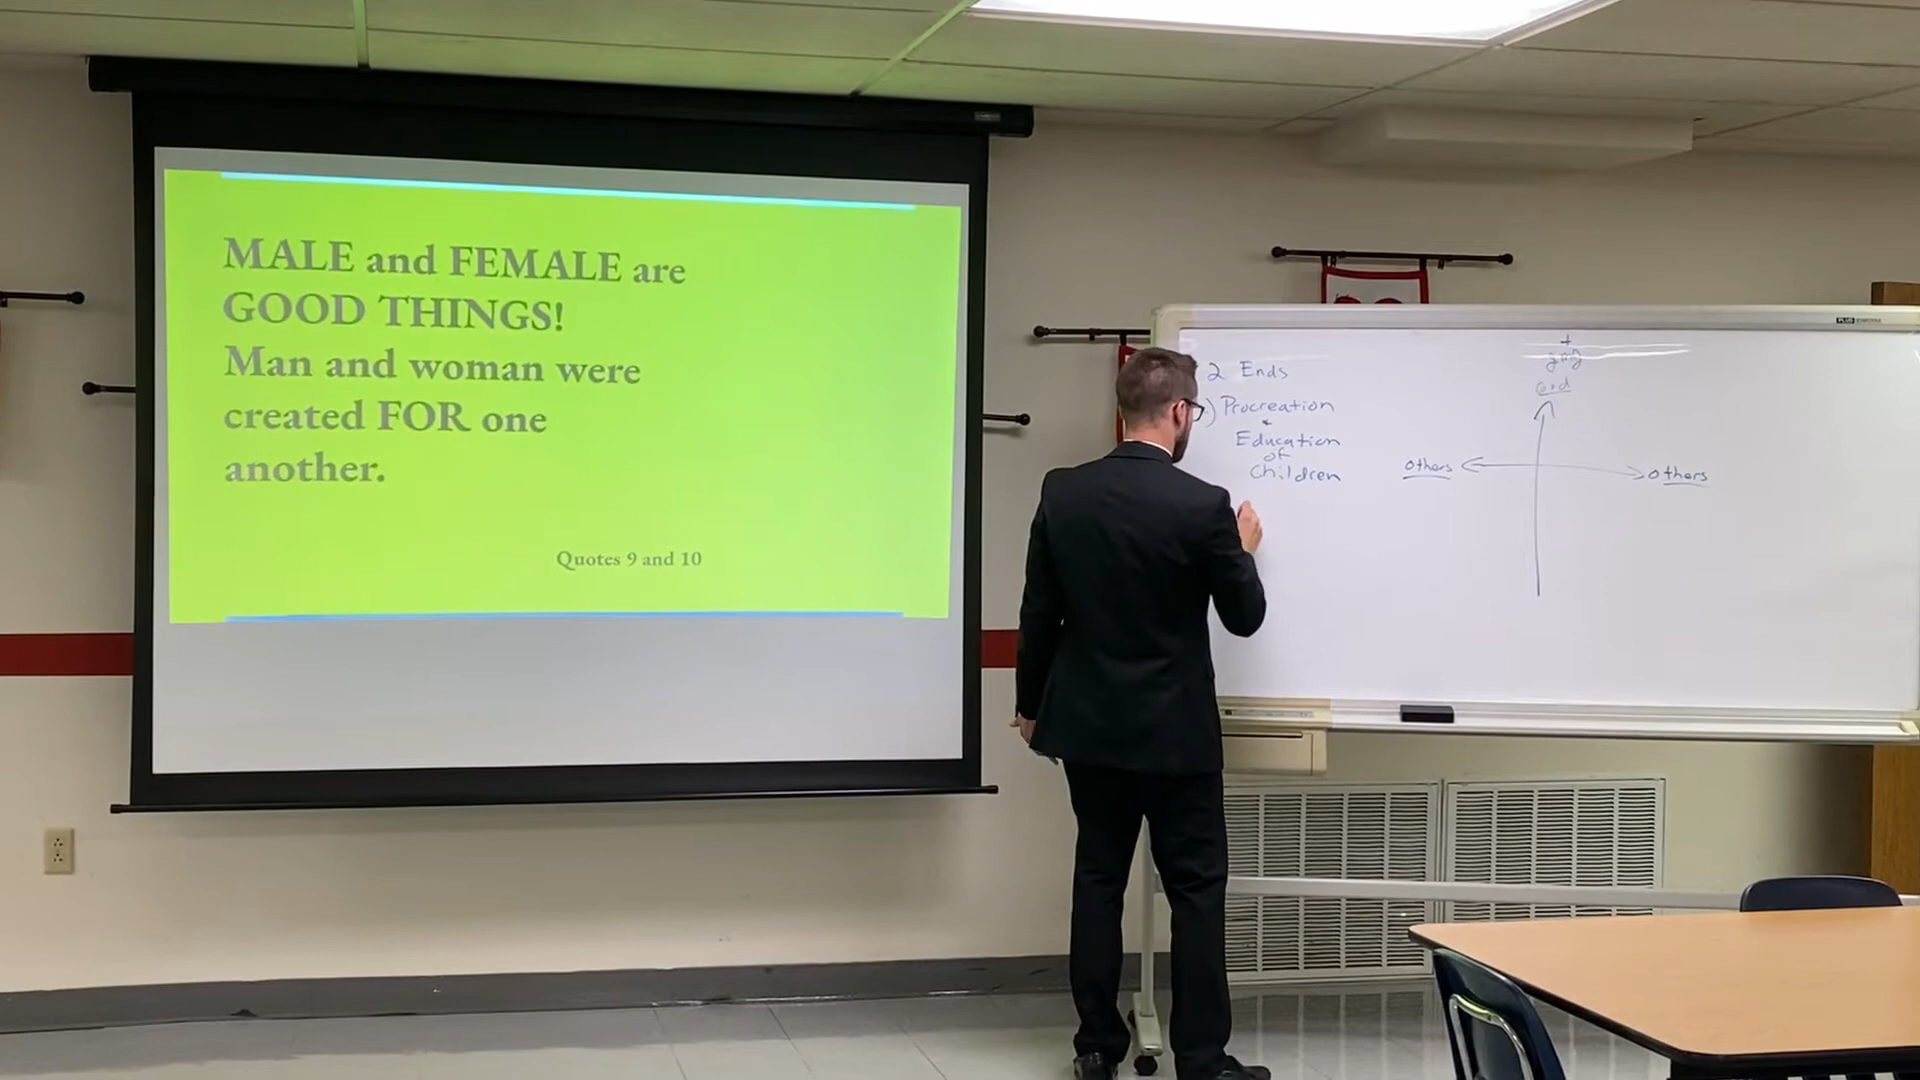 MALE and FEMALE are
GOOD THINGS!
Man and woman were
created FOR one
another.
Quotes 9 and 10
PLUS
2 Ends
) Procreation
+
Education
of
Children
+
God
Others
Others